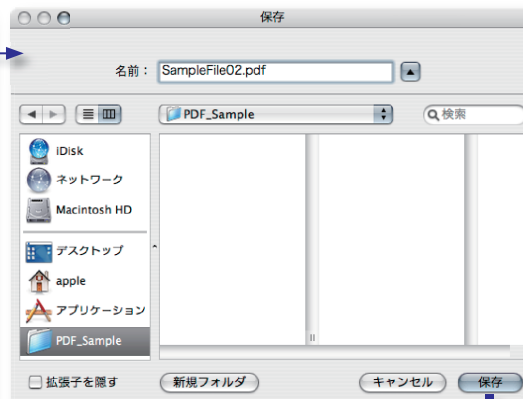 保存
名前：
SampleFile02.pdf
PDF_Sample
検索
iDisk
ネットワーク
Macintosh HD
デスクトップ
apple
アプリケーション
PDF_Sample
拡張子を隠す
新規フォルダ
キャンセル
保存